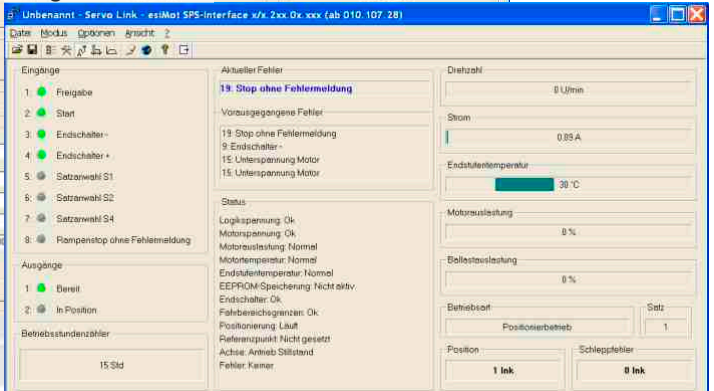 Unbenannt - Servo Link - esiMot SPS-Interface x/x.2xx.0x.xxx (ab 010.107.28)
Datei Modus Optionen Ansicht ?
Eingänge
1: Freigabe
2: Start
3: Endschalter -
4: Endschalter +
5: Satzanwahl S1
6: Satzanwahl S2
7: Satzanwahl S4
8: Rampenstop ohne Fehlermeldung
Ausgänge
1: Bereit
2: In Position
Betriebsstundenzähler
15 Std
Aktueller Fehler
19: Stop ohne Fehlermeldung
Vorausgegangene Fehler
19: Stop ohne Fehlermeldung
9: Endschalter -
15: Unterspannung Motor
15: Unterspannung Motor
Status
Logikspannung: Ok
Motorspannung: Ok
Motorauslastung: Normal
Motortemperatur: Normal
Endstufentemperatur: Normal
EEPROM-Speicherung: Nicht aktiv
Endschalter: Ok
Fahrbereichsgrenzen: Ok
Positionierung: Läuft
Referenzpunkt: Nicht gesetzt
Achse: Antrieb Stillstand
Fehler: Keiner
Drehzahl
0 U/min
Strom
0.09 A
Endstufentemperatur
38 °C
Motorauslastung
0 %
Ballastauslastung
0 %
Betriebsart
Positionierbetrieb
Satz
1
Position
1 Ink
Schleppfehler
0 Ink